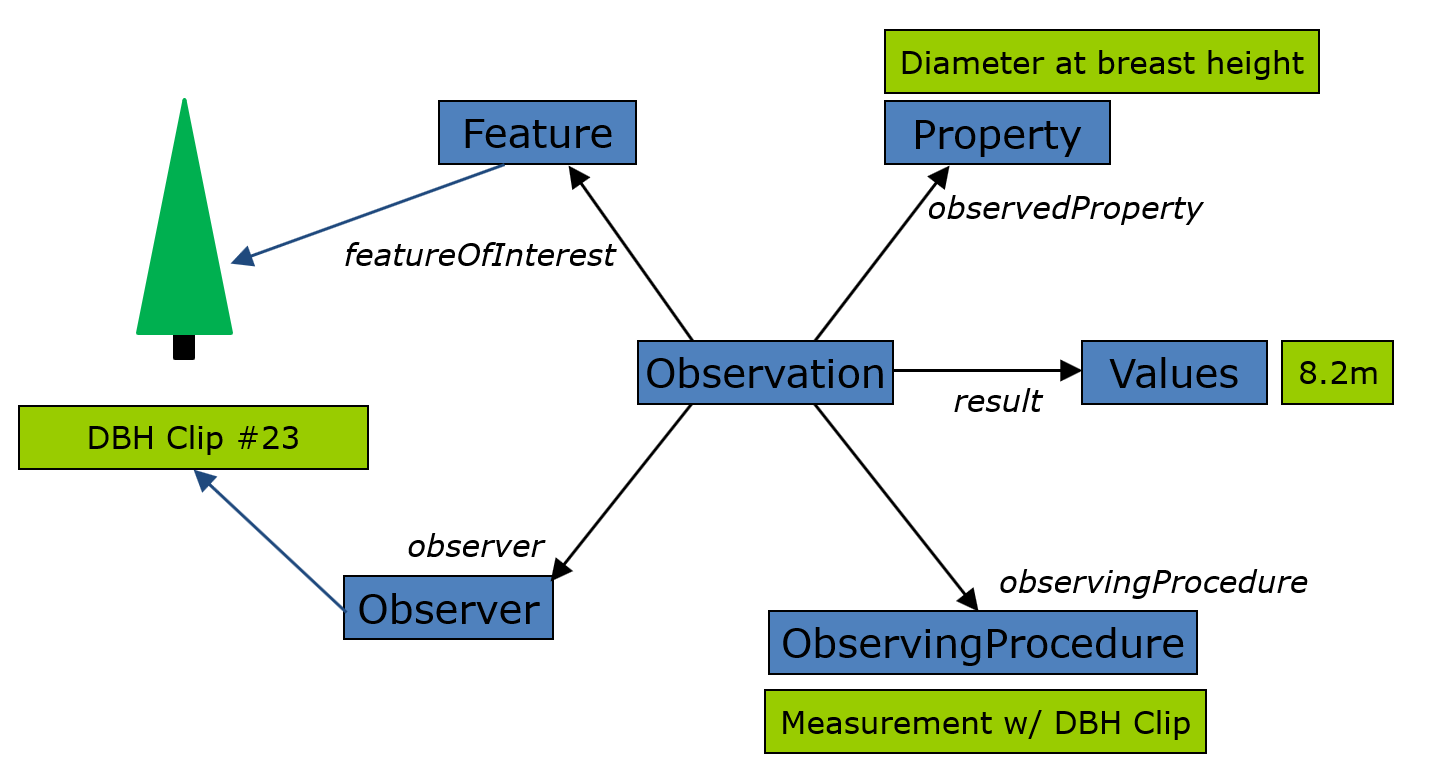 Diameter at breast height
Feature
Property
observedProperty
featureOfInterest
Observation
Values
8.2m
result
DBH Clip #23
observer
observingProcedure
Observer
ObservingProcedure
Measurement w/ DBH Clip